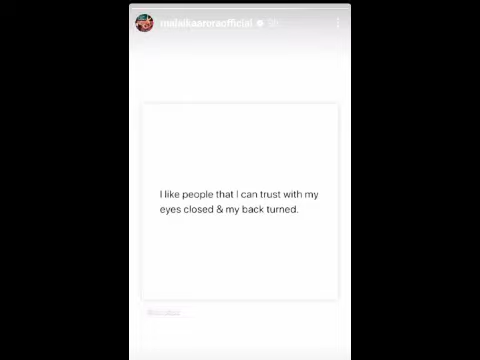 malaikaaroraofficial
I like people that I can trust with my
eyes closed & my back turned.